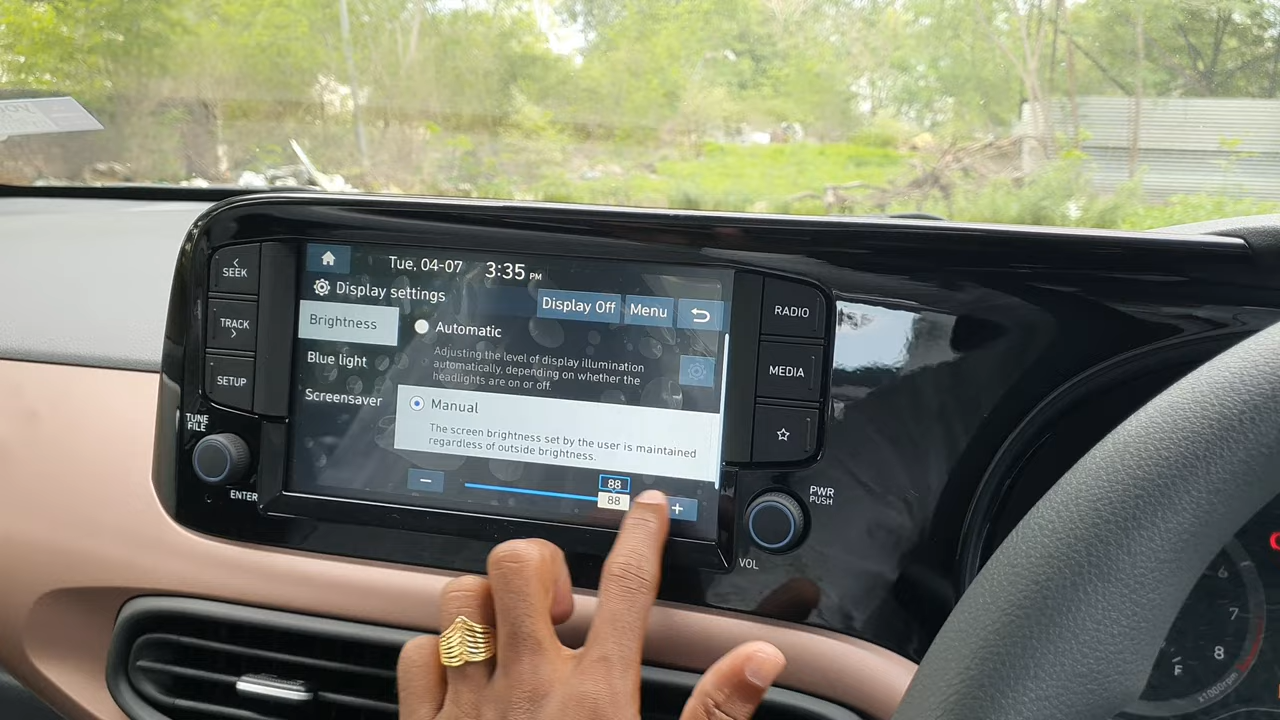 SEEK
TRACK
SETUP
TUNE
FILE
ENTER
Tue, 04-07 3:35 PM
Display settings
Display Off Menu
Brightness
Blue light
Screensaver
Automatic
Adjusting the level of display illumination
automatically, depending on whether the
headlights are on or off.
Manual
The screen brightness set by the user is maintained
regardless of outside brightness.
− 88 +
88
RADIO
MEDIA
PWR
PUSH
VOL
6
7
8
F
x1000rpm